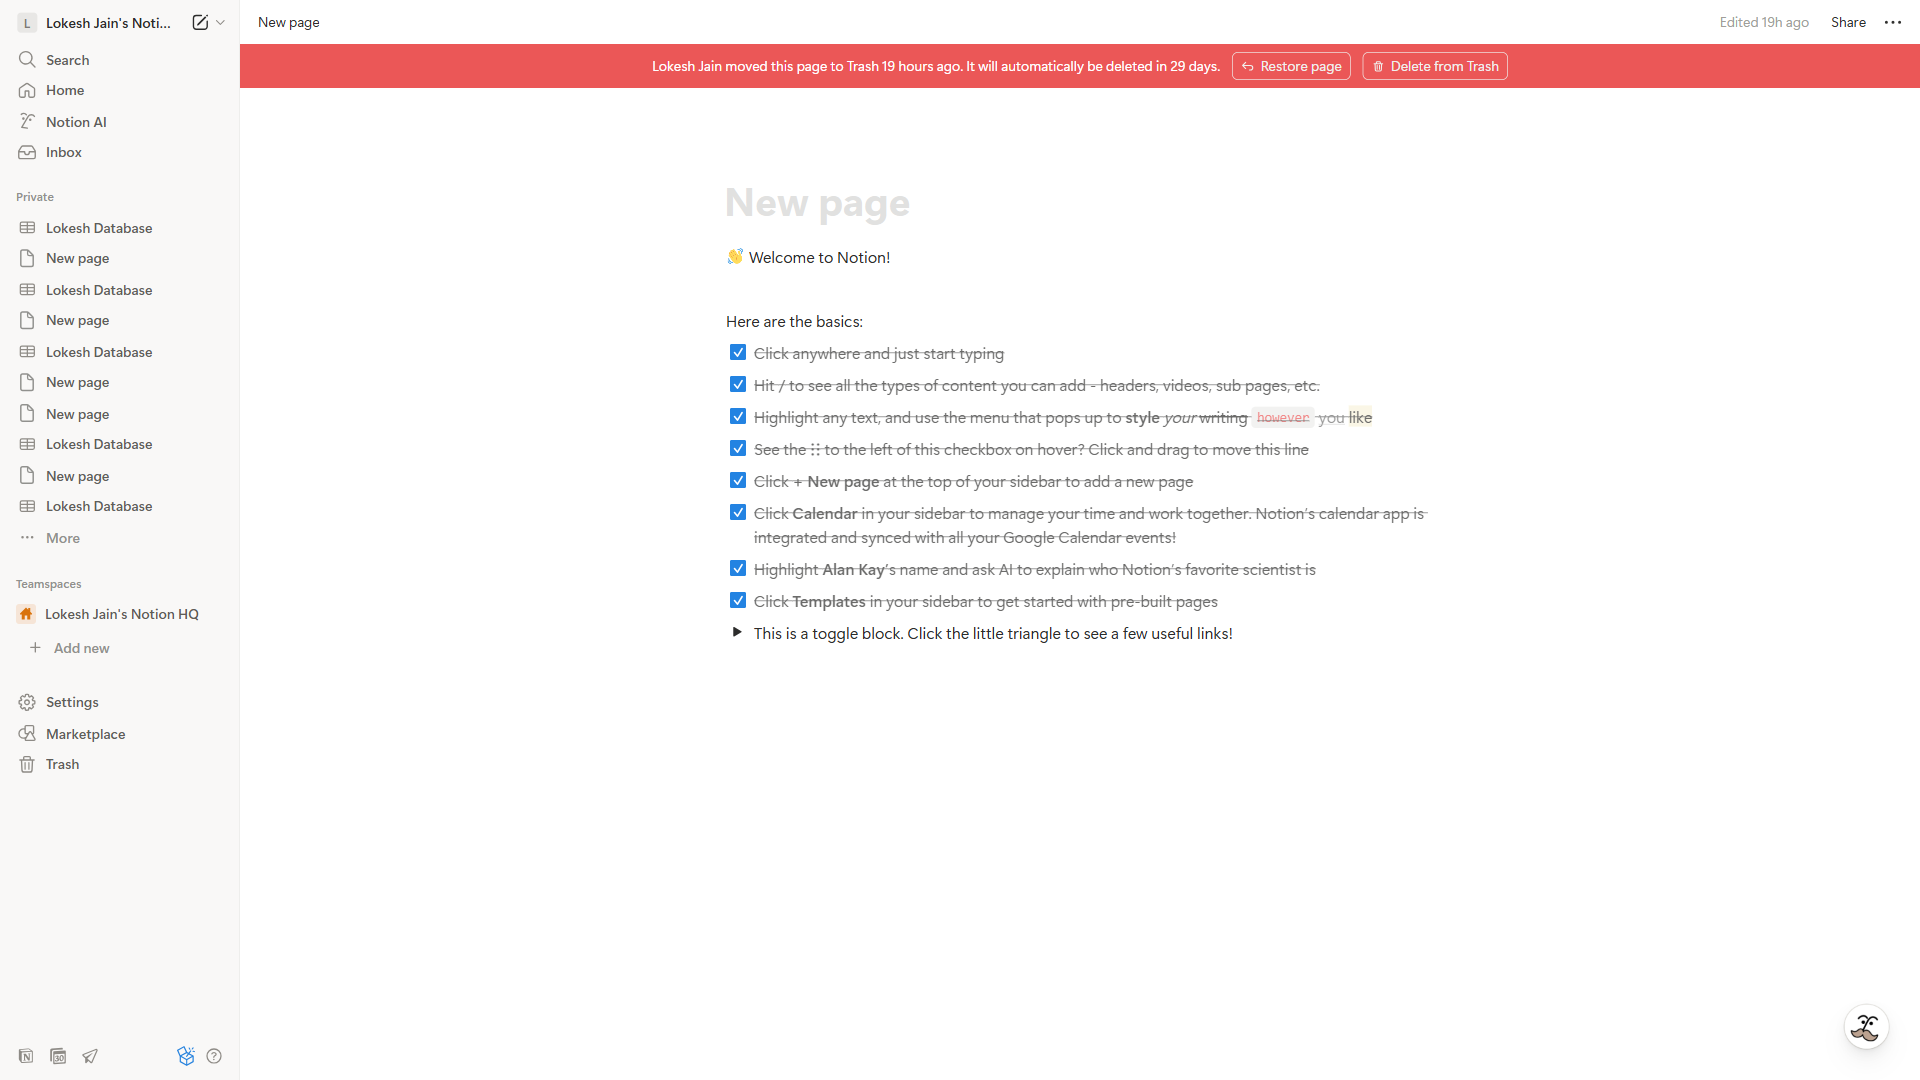 L Lokesh Jain's Noti...
Search
Home
Notion AI
Inbox
Private
Lokesh Database
New page
Lokesh Database
New page
Lokesh Database
New page
New page
Lokesh Database
New page
Lokesh Database
More
Teamspaces
Lokesh Jain's Notion HQ
Add new
Settings
Marketplace
Trash
New page
Edited 19h ago Share
Lokesh Jain moved this page to Trash 19 hours ago. It will automatically be deleted in 29 days. Restore page Delete from Trash
New page
👋 Welcome to Notion!
Here are the basics:
Click anywhere and just start typing
Hit / to see all the types of content you can add - headers, videos, sub pages, etc.
Highlight any text, and use the menu that pops up to style your writing however you like
See the ⋮⋮ to the left of this checkbox on hover? Click and drag to move this line
Click + New page at the top of your sidebar to add a new page
Click Calendar in your sidebar to manage your time and work together. Notion's calendar app is
integrated and synced with all your Google Calendar events!
Highlight Alan Kay's name and ask AI to explain who Notion's favorite scientist is
Click Templates in your sidebar to get started with pre-built pages
This is a toggle block. Click the little triangle to see a few useful links!
N 30 ?